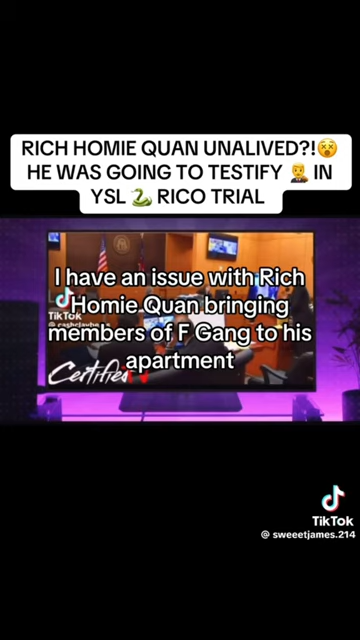 RICH HOMIE QUAN UNALIVED?!😵
HE WAS GOING TO TESTIFY 🤵‍♂️ IN
YSL 🐍 RICO TRIAL
I have an issue with Rich
Homie Quan bringing
members of F Gang to his
apartment
TikTok
Certified
TikTok
@ sweeetjames.214